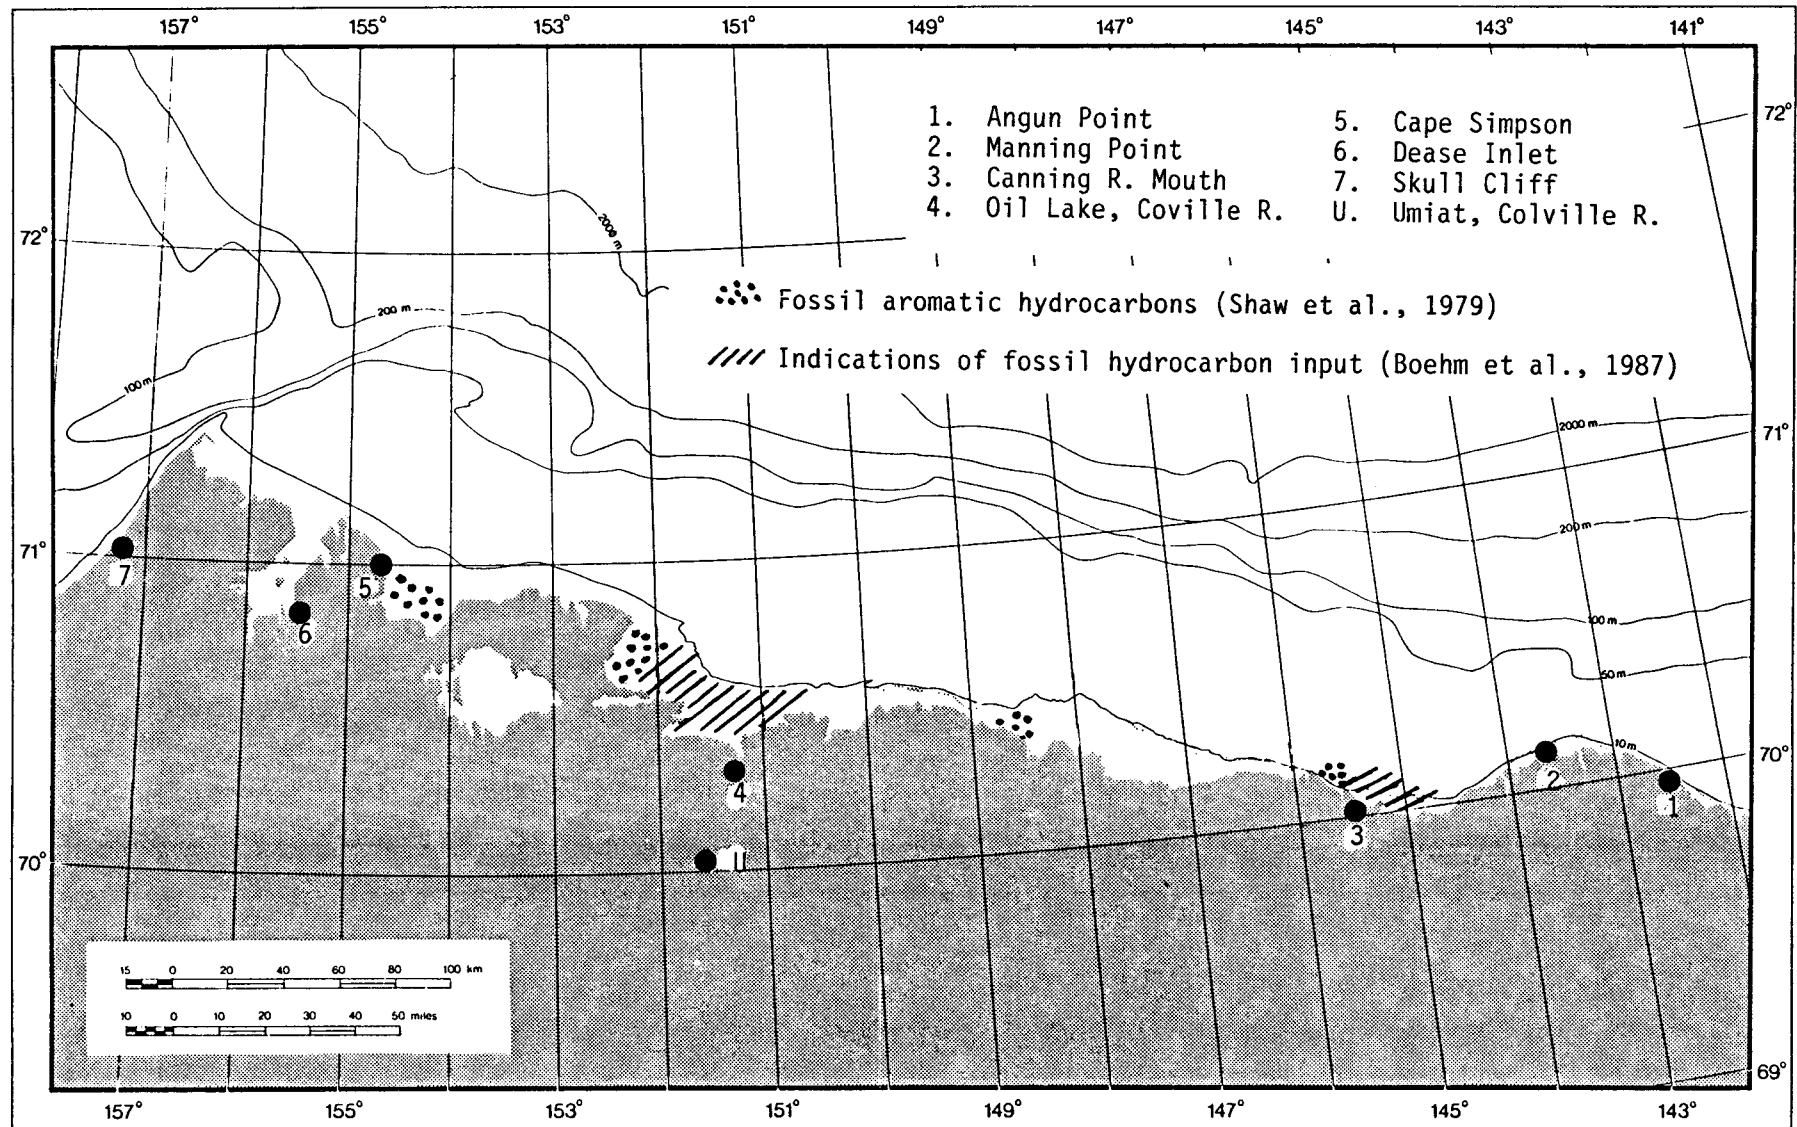 157° 155° 153° 151° 149° 147° 145° 143° 141°
1. Angun Point
2. Manning Point
3. Canning R. Mouth
4. Oil Lake, Coville R.
5. Cape Simpson
6. Dease Inlet
7. Skull Cliff
U. Umiat, Colville R.
72°
72°
2000 m
Fossil aromatic hydrocarbons (Shaw et al., 1979)
200 m
Indications of fossil hydrocarbon input (Boehm et al., 1987)
100 m
2000 m
71°
200 m
71°
7
5
6
100 m
50 m
10 m
70°
4
2
1
3
70°
U
15 0 20 40 60 80 100 km
10 0 10 20 30 40 50 miles
69°
157° 155° 153° 151° 149° 147° 145° 143°